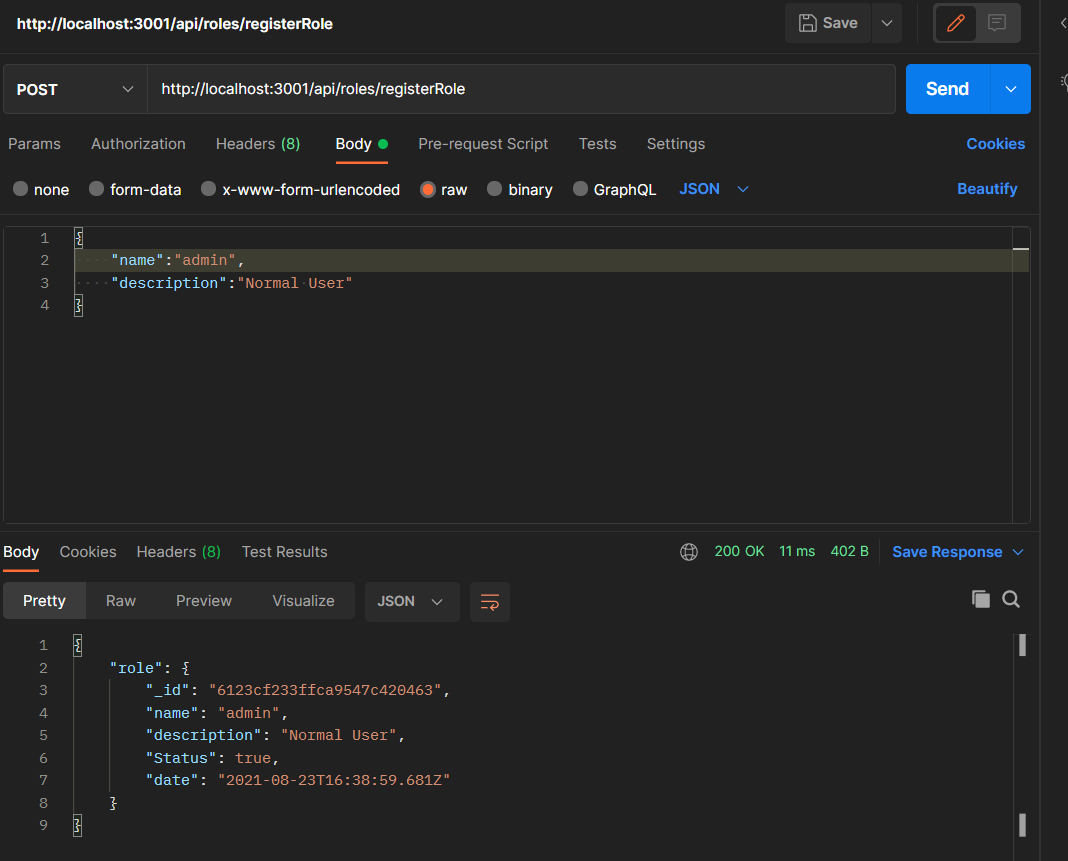 http://localhost:3001/api/roles/registerRole Save
POST http://localhost:3001/api/roles/registerRole Send
Params Authorization Headers (8) Body Pre-request Script Tests Settings Cookies
none form-data x-www-form-urlencoded raw binary GraphQL JSON Beautify
1 {
2 ····"name":"admin",
3 ····"description":"Normal·User"
4 }
Body Cookies Headers (8) Test Results 200 OK 11 ms 402 B Save Response
Pretty Raw Preview Visualize JSON
1 {
2 "role": {
3 "_id": "6123cf233ffca9547c420463",
4 "name": "admin",
5 "description": "Normal User",
6 "Status": true,
7 "date": "2021-08-23T16:38:59.681Z"
8 }
9 }